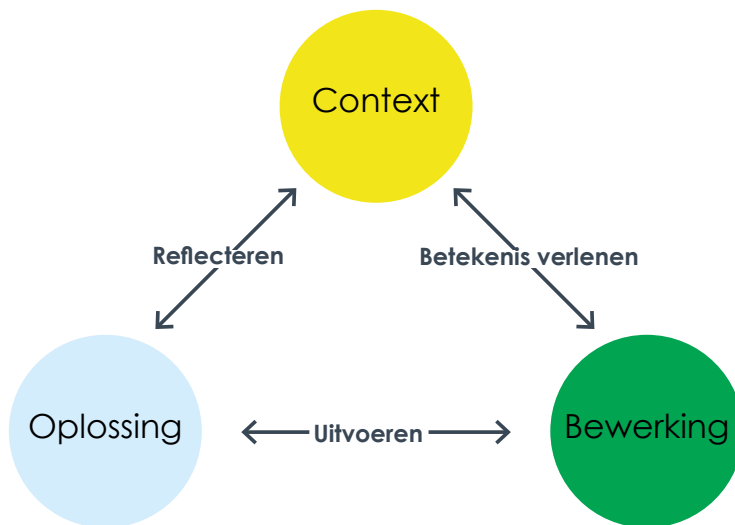 Context
Reflecteren
Betekenis verlenen
Oplossing
Uitvoeren
Bewerking